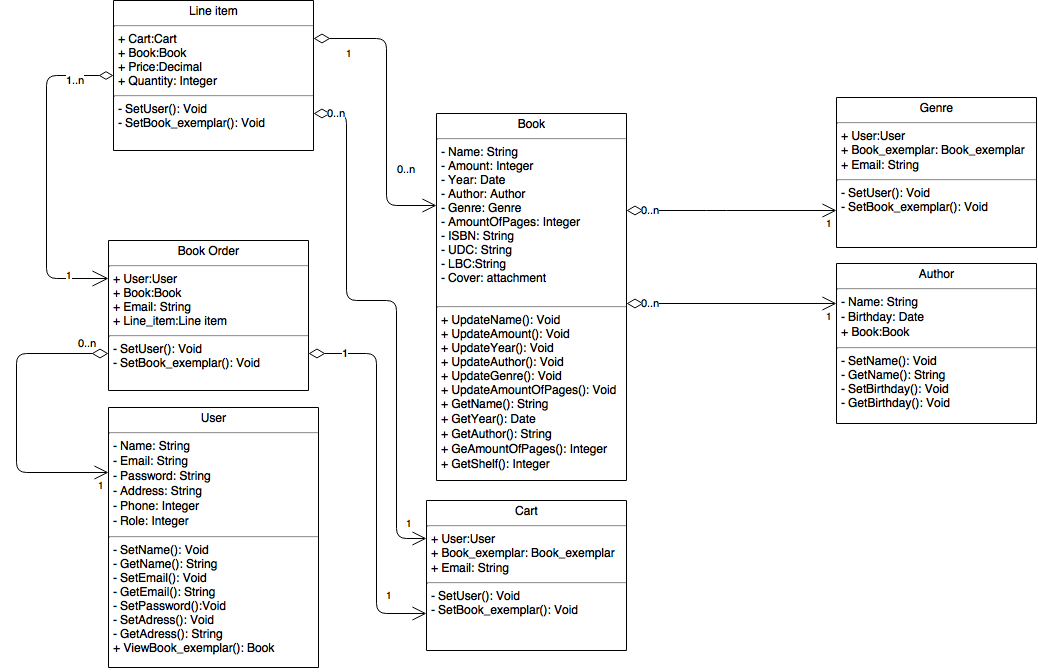 Line item
+ Cart:Cart
+ Book:Book
+ Price:Decimal
+ Quantity: Integer
- SetUser(): Void
- SetBook_exemplar(): Void
1
0..n
1..n
0..n
Book
- Name: String
- Amount: Integer
- Year: Date
- Author: Author
- Genre: Genre
- AmountOfPages: Integer
- ISBN: String
- UDC: String
- LBC:String
- Cover: attachment
+ UpdateName(): Void
+ UpdateAmount(): Void
+ UpdateYear(): Void
+ UpdateAuthor(): Void
+ UpdateGenre(): Void
+ UpdateAmountOfPages(): Void
+ GetName(): String
+ GetYear(): Date
+ GetAuthor(): String
+ GeAmountOfPages(): Integer
+ GetShelf(): Integer
0..n
1
0..n
1
Genre
+ User:User
+ Book_exemplar: Book_exemplar
+ Email: String
- SetUser(): Void
- SetBook_exemplar(): Void
Author
- Name: String
- Birthday: Date
+ Book:Book
- SetName(): Void
- GetName(): String
- SetBirthday(): Void
- GetBirthday(): Void
1
Book Order
+ User:User
+ Book:Book
+ Email: String
+ Line_item:Line item
- SetUser(): Void
- SetBook_exemplar(): Void
0..n
1
1
User
- Name: String
- Email: String
- Password: String
- Address: String
- Phone: Integer
- Role: Integer
- SetName(): Void
- GetName(): String
- SetEmail(): Void
- GetEmail(): String
- SetPassword():Void
- SetAdress(): Void
- GetAdress(): String
+ ViewBook_exemplar(): Book
1
1
Cart
+ User:User
+ Book_exemplar: Book_exemplar
+ Email: String
- SetUser(): Void
- SetBook_exemplar(): Void